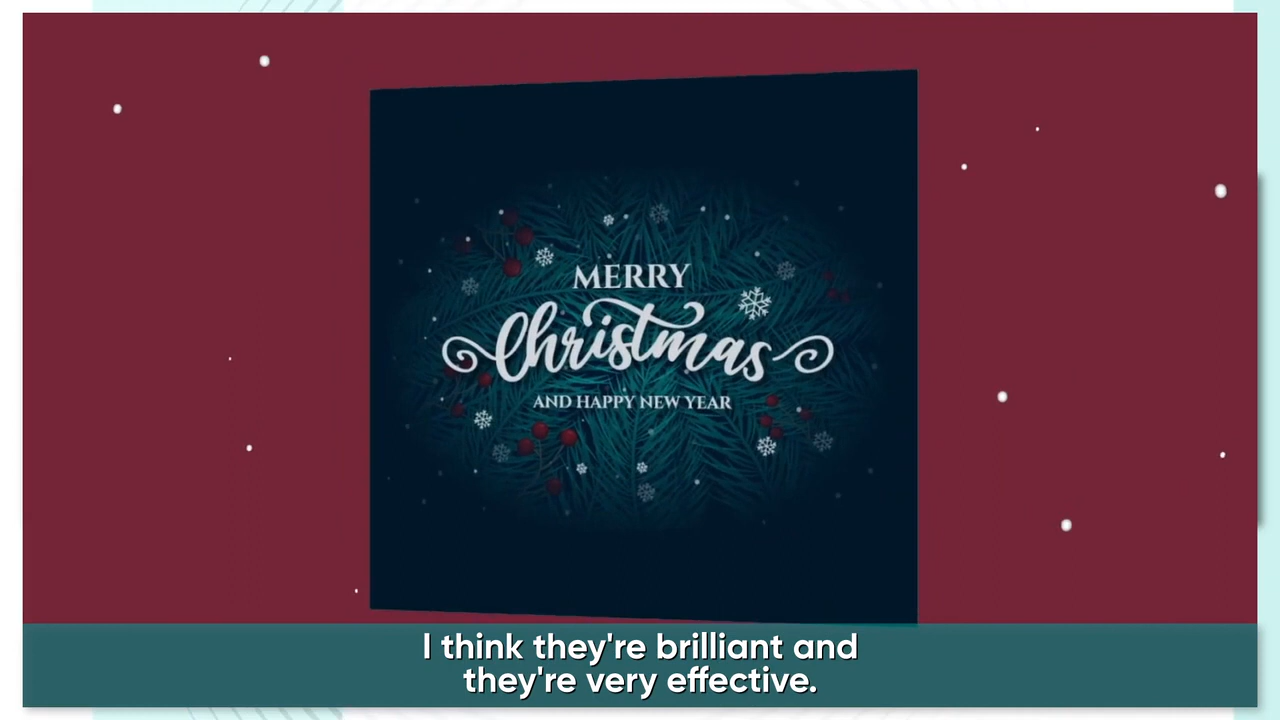 MERRY
Christmas
AND HAPPY NEW YEAR
I think they're brilliant and
they're very effective.